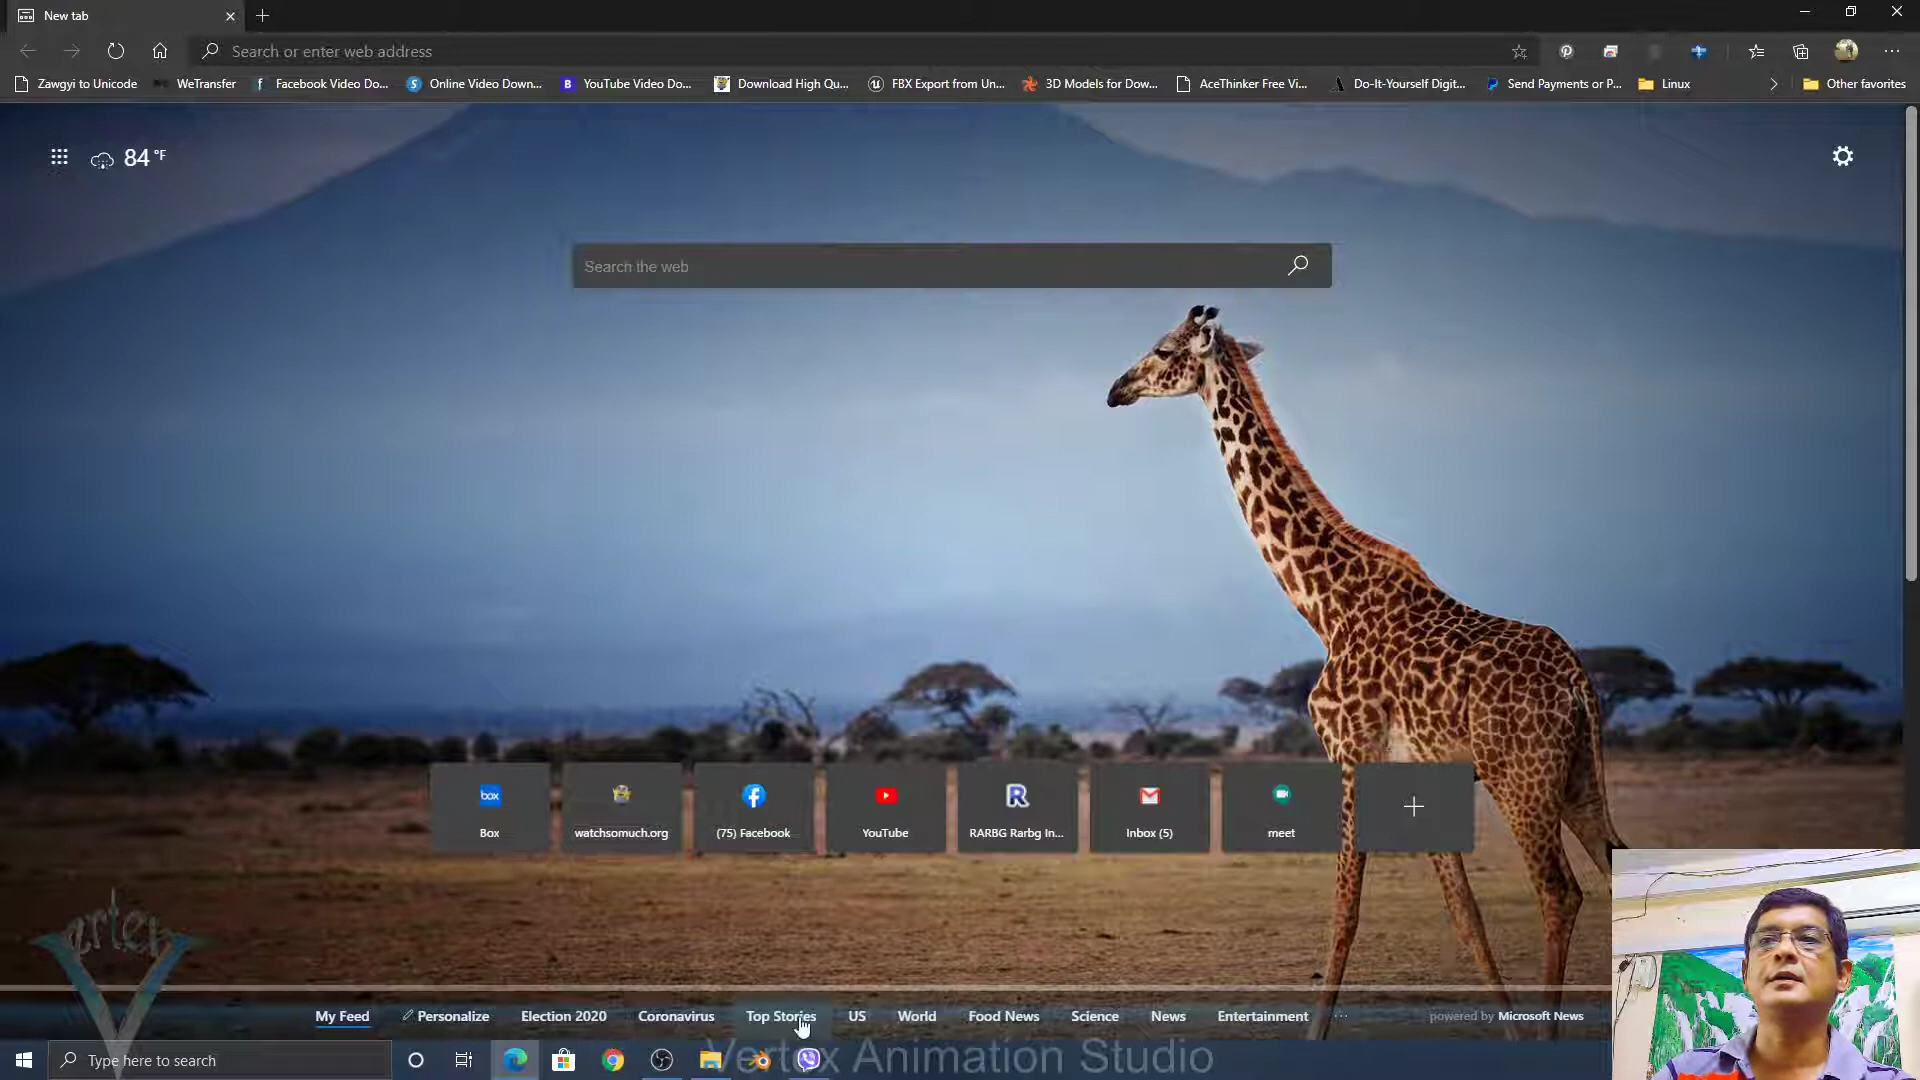 New tab
Search or enter web address
Zawgyi to Unicode WeTransfer Facebook Video Do... Online Video Down... YouTube Video Do... Download High Qu... FBX Export from Un... 3D Models for Dow... AceThinker Free Vi... Do-It-Yourself Digit... Send Payments or P... Linux Other favorites
84 °F
Search the web
box
Box watchsomuch.org (75) Facebook YouTube RARBG Rarbg In... Inbox (5) meet
My Feed Personalize Election 2020 Coronavirus Top Stories US World Food News Science News Entertainment ... powered by Microsoft News
Type here to search
Vertex Animation Studio